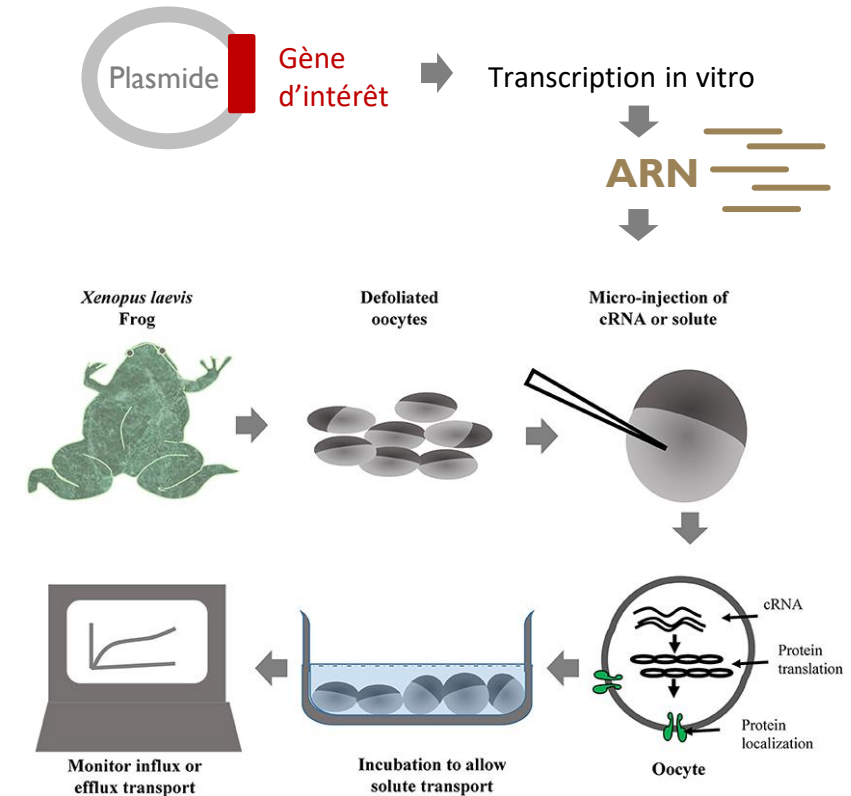 Plasmide
Gène
d'intérêt
Transcription in vitro
ARN
Xenopus laevis
Frog
Defoliated
oocytes
Micro-injection of
cRNA or solute
cRNA
Protein
translation
Protein
localization
Oocyte
Incubation to allow
solute transport
Monitor influx or
efflux transport